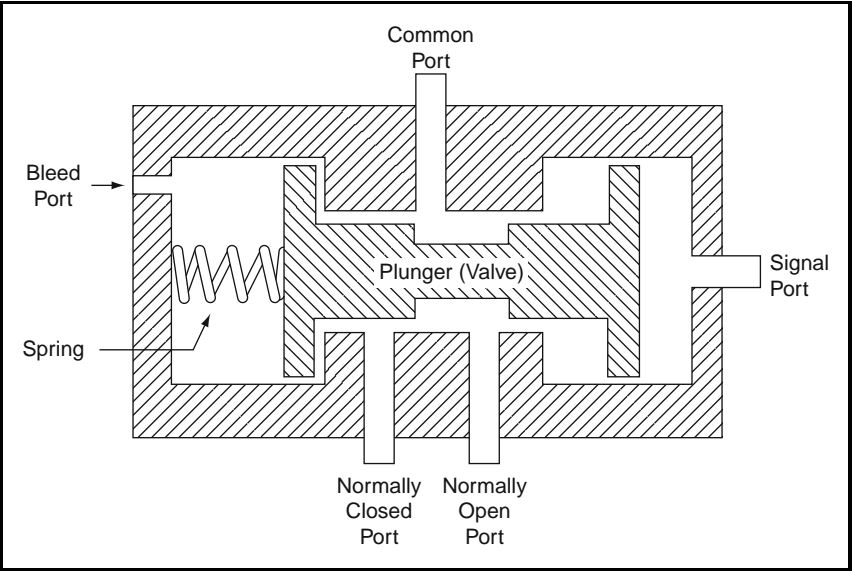 Common
Port
Bleed
Port
Plunger (Valve)
Signal
Port
Spring
Normally
Closed
Port
Normally
Open
Port